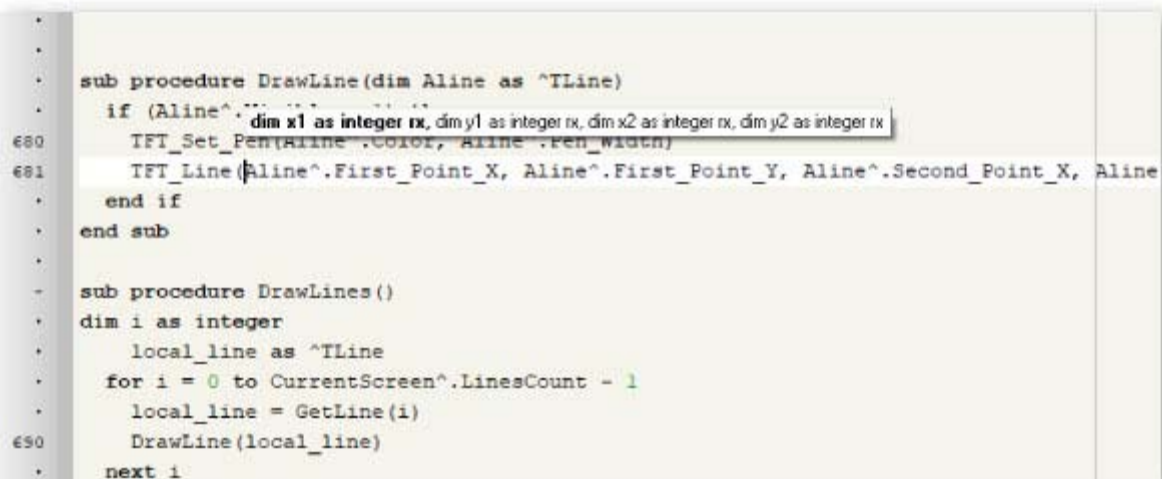 sub procedure DrawLine(dim Aline as ^TLine)
if (Aline^.
dim x1 as integer rx, dim y1 as integer rx, dim x2 as integer rx, dim y2 as integer rx
680 TFT_Set_Pen(Aline^.Color, Aline^.Pen_Width)
681 TFT_Line(Aline^.First_Point_X, Aline^.First_Point_Y, Aline^.Second_Point_X, Aline
end if
end sub
sub procedure DrawLines()
dim i as integer
local_line as ^TLine
for i = 0 to CurrentScreen^.LinesCount - 1
local_line = GetLine(i)
690 DrawLine(local_line)
next i